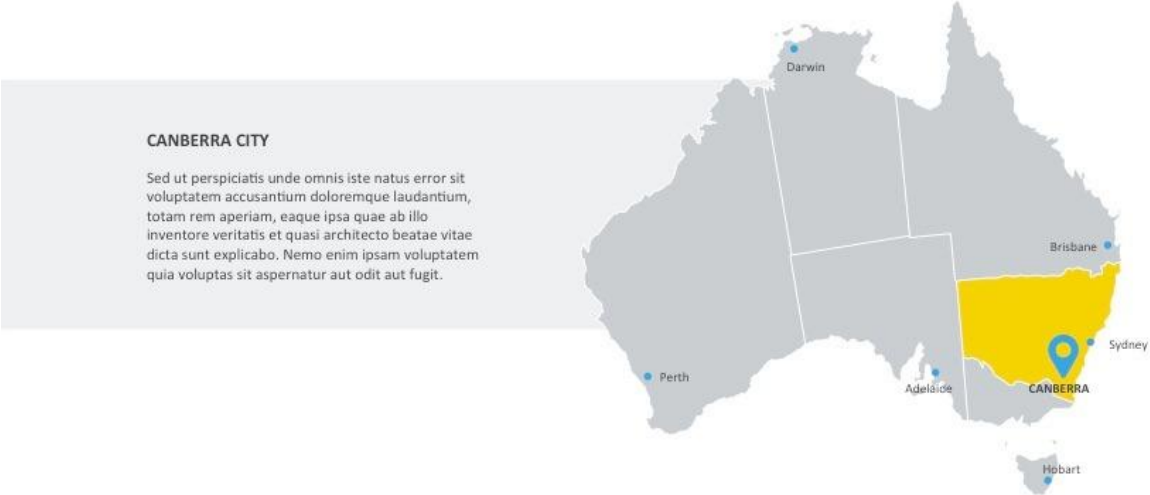 Darwin
CANBERRA CITY
Sed ut perspiciatis unde omnis iste natus error sit
voluptatem accusantium doloremque laudantium,
totam rem aperiam, eaque ipsa quae ab illo
inventore veritatis et quasi architecto beatae vitae
dicta sunt explicabo. Nemo enim ipsam voluptatem
quia voluptas sit aspernatur aut odit aut fugit.
Brisbane
Sydney
Perth
Adelaide
CANBERRA
Hobart